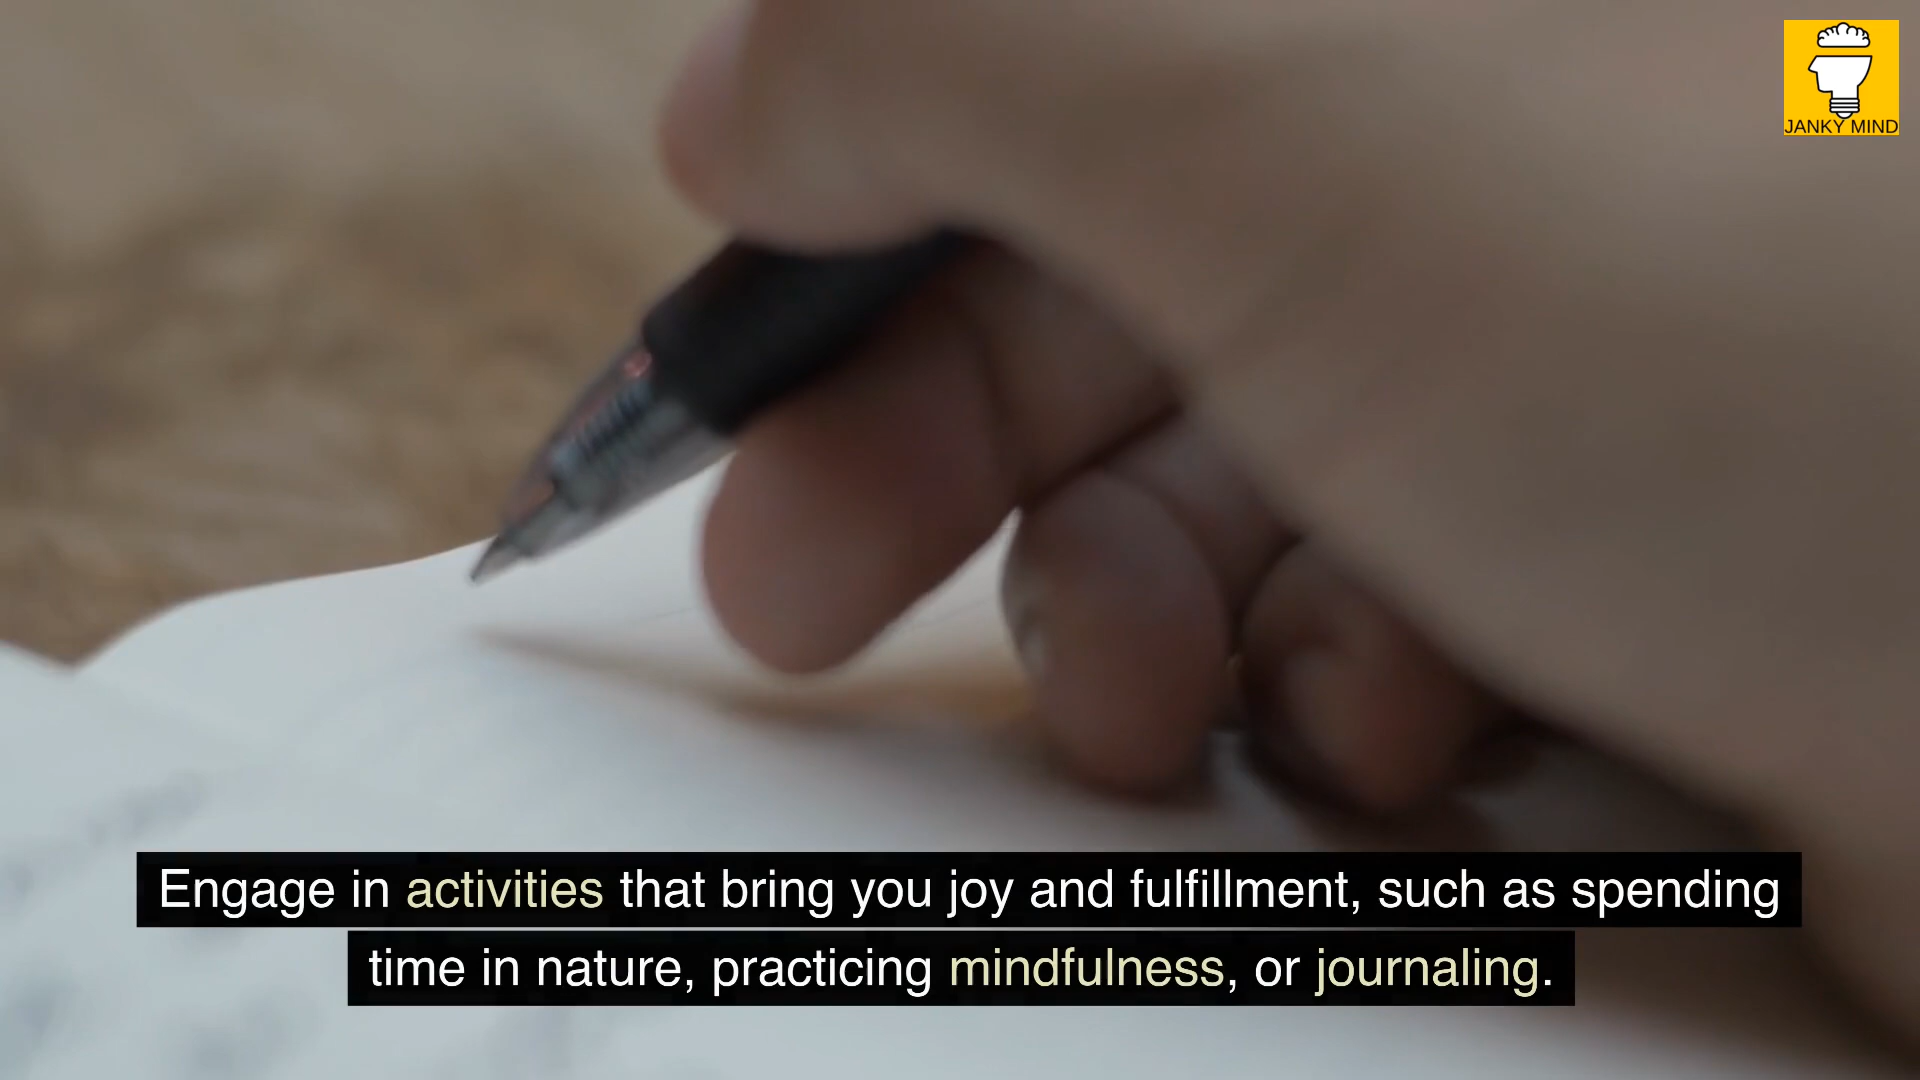 JANKY MIND
Engage in activities that bring you joy and fulfillment, such as spending
time in nature, practicing mindfulness, or journaling.